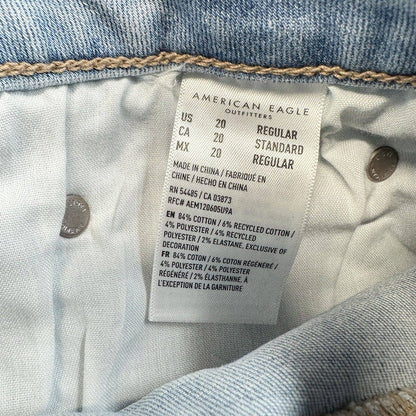 AMERICAN EAGLE
OUTFITTERS
US 20 REGULAR
CA 20 STANDARD
MX 20 REGULAR
MADE IN CHINA / FABRIQUÉ EN
CHINE / HECHO EN CHINA
RN 54485 / CA 03873
RFC# AEM120605U9A
EN 84% COTTON / 6% RECYCLED COTTON /
4% POLYESTER / 4% RECYCLED
POLYESTER / 2% ELASTANE, EXCLUSIVE OF
DECORATION
FR 84% COTON / 6% COTON RÉGÉNÉRÉ /
4% POLYESTER / 4% POLYESTER
RÉGÉNÉRÉ / 2% ÉLASTHANNE, À
L'EXCEPTION DE LA GARNITURE